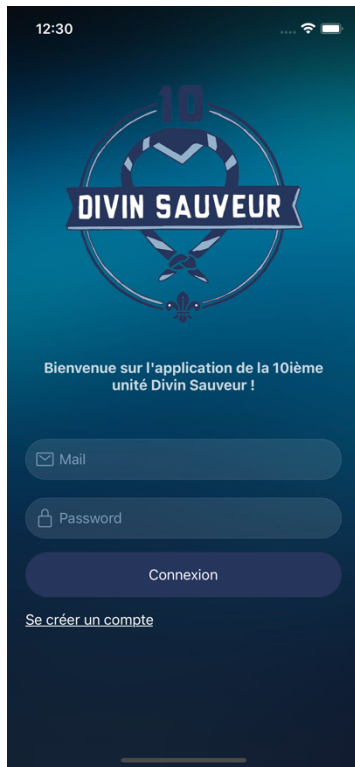 12:30
10
DIVIN SAUVEUR
Bienvenue sur l'application de la 10ième
unité Divin Sauveur !
Mail
Password
Connexion
Se créer un compte